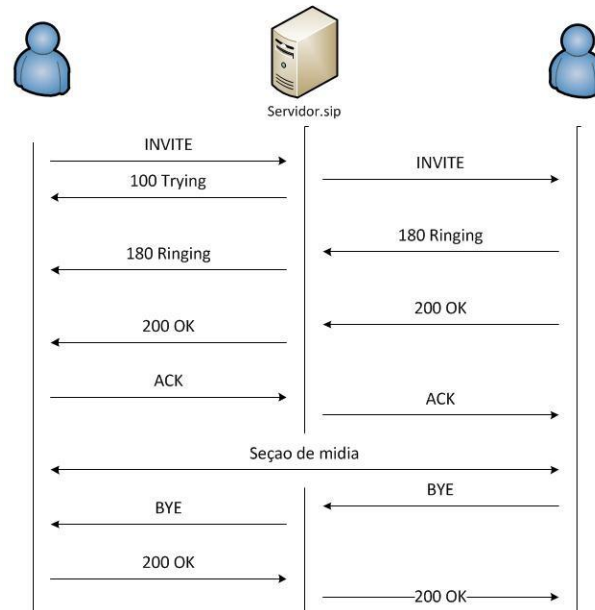 Servidor.sip
INVITE
INVITE
100 Trying
180 Ringing
180 Ringing
200 OK
200 OK
ACK
ACK
Seçao de midia
BYE
BYE
200 OK
200 OK